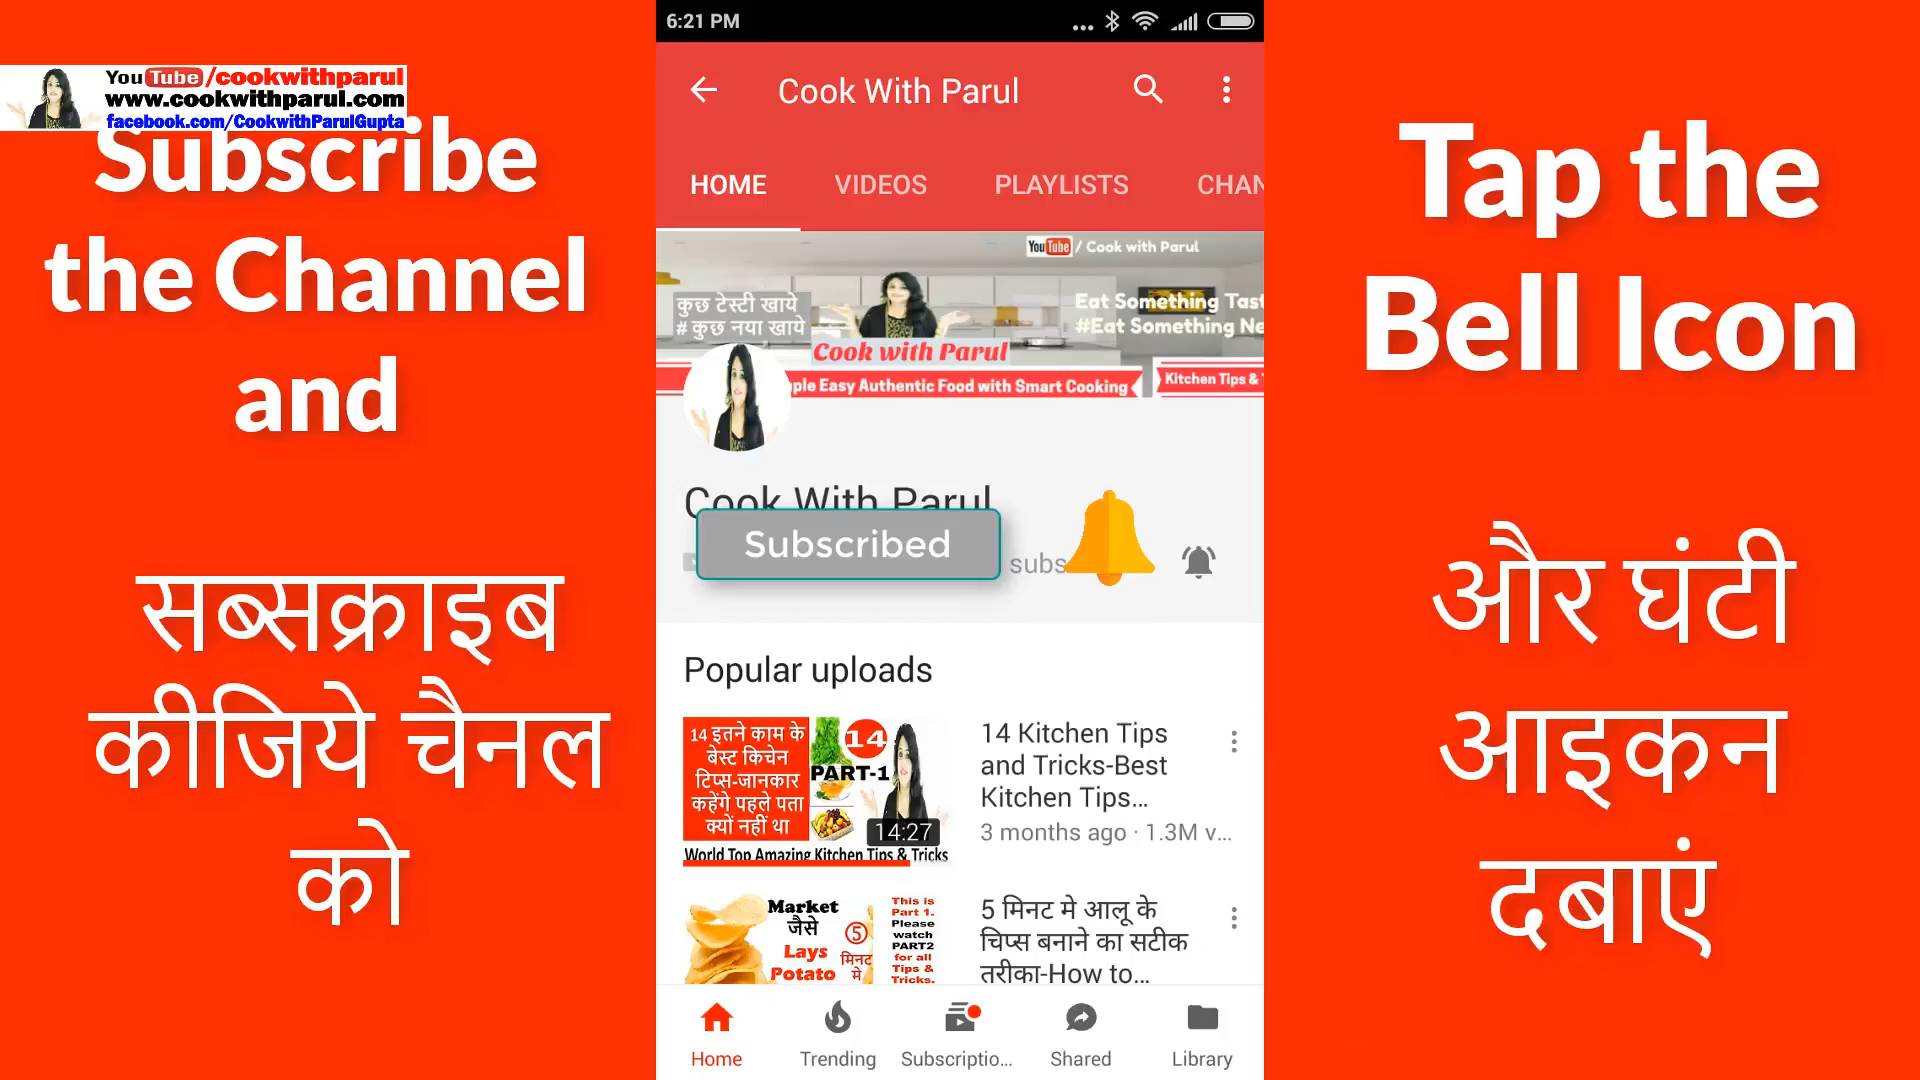 YouTube/cookwithparul
www.cookwithparul.com
facebook.com/CookwithParulGupta
Subscribe
the Channel
and
सब्सक्राइब
कीजिये चैनल
को
6:21 PM
Cook With Parul
HOME VIDEOS PLAYLISTS CHAN
YouTube / Cook with Parul
कुछ टेस्टी खाये
# कुछ नया खाये
Eat Something Tast
#Eat Something Ne
Cook with Parul
ple Easy Authentic Food with Smart Cooking
Kitchen Tips &
Cook With Parul
Subscribed
subs
Popular uploads
14 इतने काम के
बेस्ट किचेन
टिप्स-जानकार
कहेंगे पहले पता
क्यों नहीं था
14
PART-1
14:27
World Top Amazing Kitchen Tips & Tricks
14 Kitchen Tips
and Tricks-Best
Kitchen Tips...
3 months ago · 1.3M v...
Market
जैसे
Lays
Potato
5
मिनट
मे
This is
Part 1.
Please
watch
PART2
for all
Tips &
Tricks.
5 मिनट मे आलू के
चिप्स बनाने का सटीक
तरीका-How to...
Home Trending Subscriptio... Shared Library
Tap the
Bell Icon
और घंटी
आइकन
दबाएं